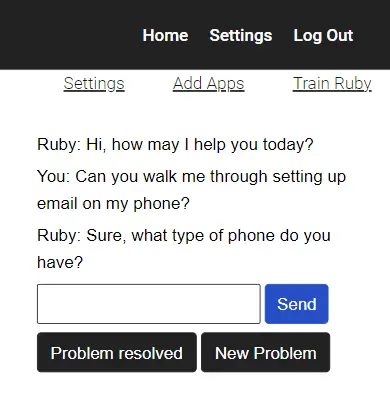 Home Settings Log Out
Settings Add Apps Train Ruby
Ruby: Hi, how may I help you today?
You: Can you walk me through setting up
email on my phone?
Ruby: Sure, what type of phone do you
have?
Send
Problem resolved New Problem